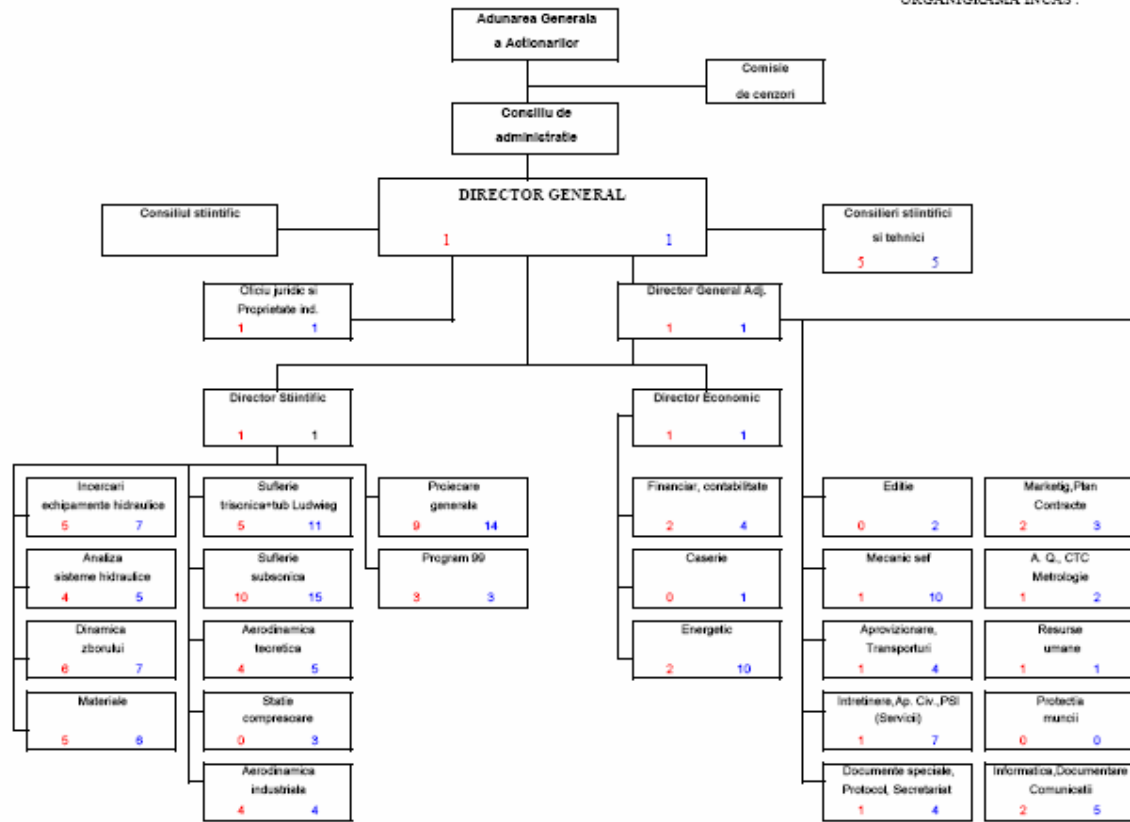 ORGANIGRAMA INCAS :
Adunarea Generala
a Actionarilor
Comisie
de cenzori
Consiliu de
administratie
DIRECTOR GENERAL
1 1
Consiliul stiintific
Consilieri stiintifici
si tehnici
5 5
Oficiu juridic si
Proprietate ind.
1 1
Director General Adj.
1 1
Director Stiintific
1 1
Director Economic
1 1
Incercari
echipamente hidraulice
5 7
Suflerie
trisonica+tub Ludwieg
5 11
Proiecare
generala
9 14
Financiar, contabilitate
2 4
Editie
0 2
Marketig,Plan
Contracte
2 3
Analiza
sisteme hidraulice
4 5
Suflerie
subsonica
10 15
Program 99
3 3
Caserie
0 1
Mecanic sef
1 10
A. Q., CTC
Metrologie
1 2
Dinamica
zborului
6 7
Aerodinamica
teoretica
4 5
Energetic
2 10
Aprovizionare,
Transporturi
1 4
Resurse
umane
1 1
Materiale
5 6
Statie
compresoare
0 3
Intretinere,Ap. Civ.,PSI
(Servicii)
1 7
Protectia
muncii
0 0
Aerodinamica
industriala
4 4
Documente speciale,
Protocol, Secretariat
1 4
Informatica,Documentare
Comunicatii
2 5